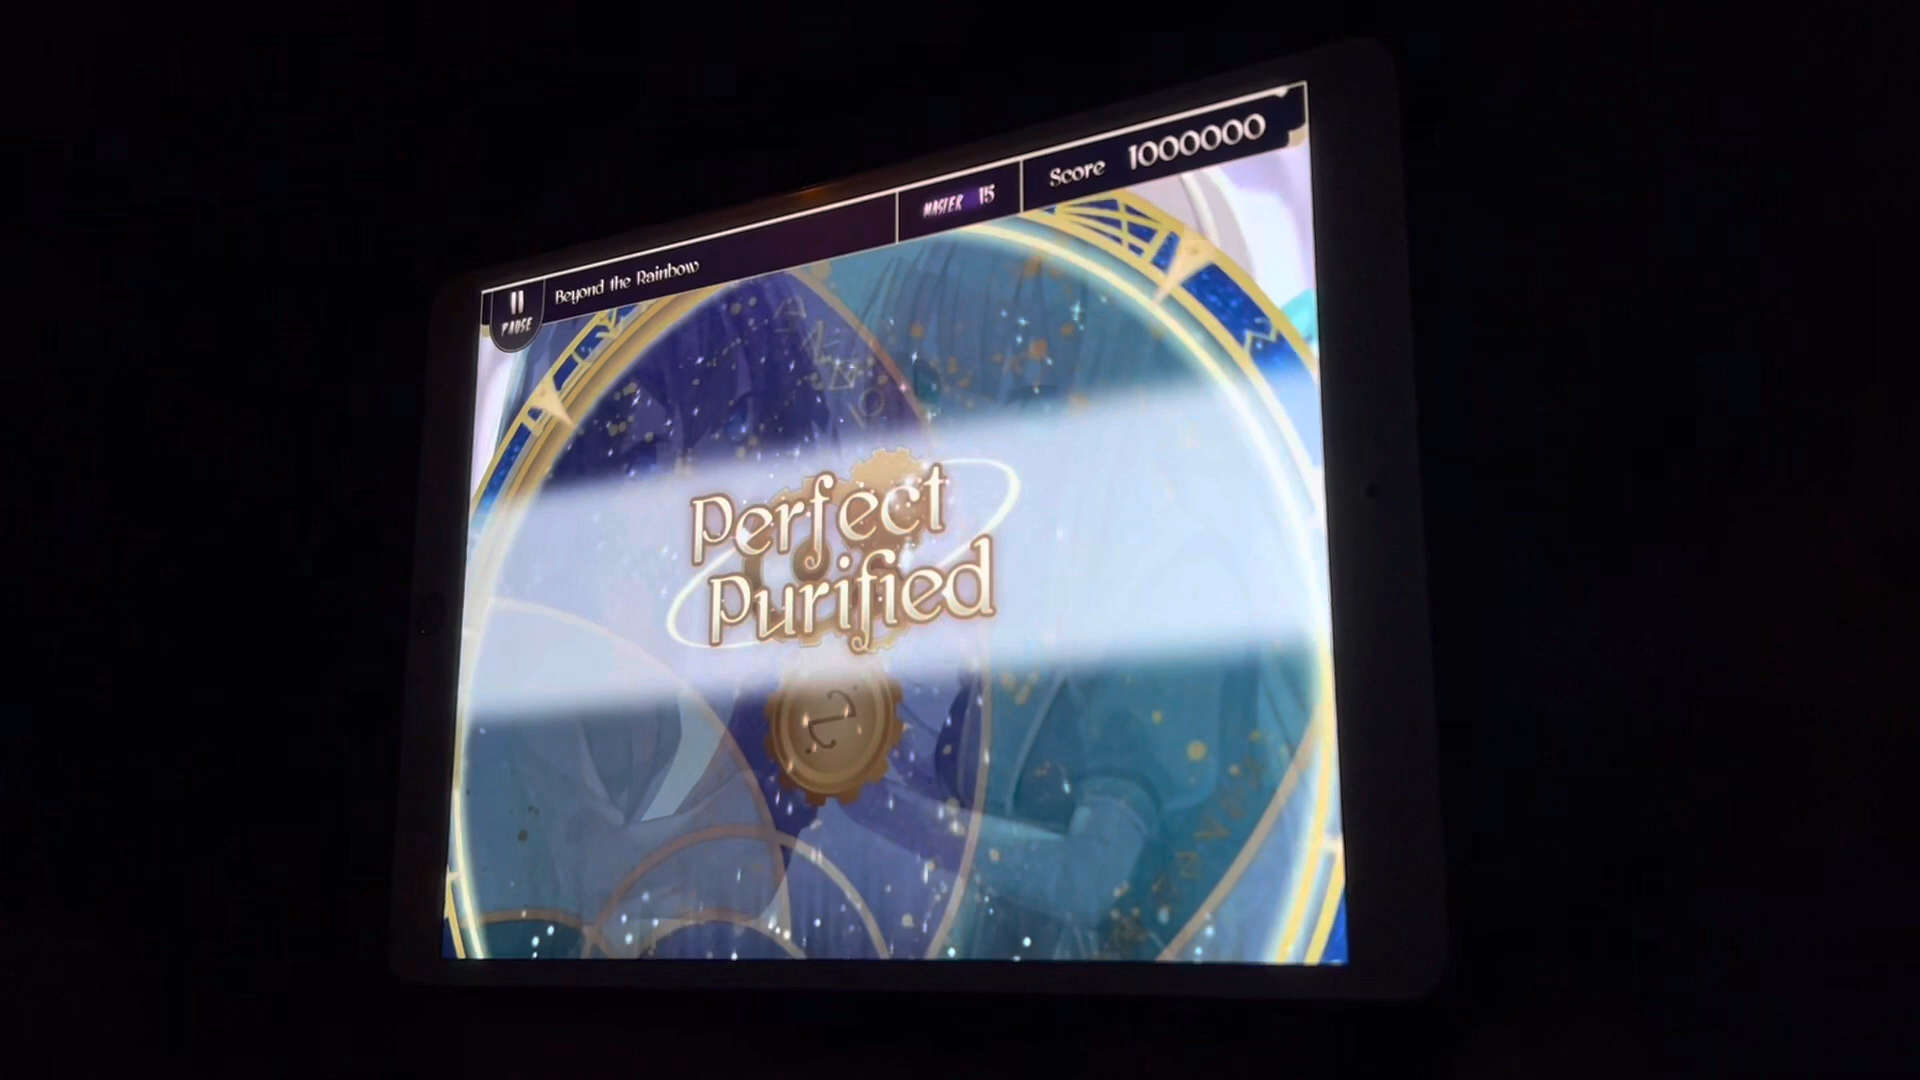 Score 1000000
MASTER 15
Beyond the Rainbow
PAUSE
Perfect
Purified